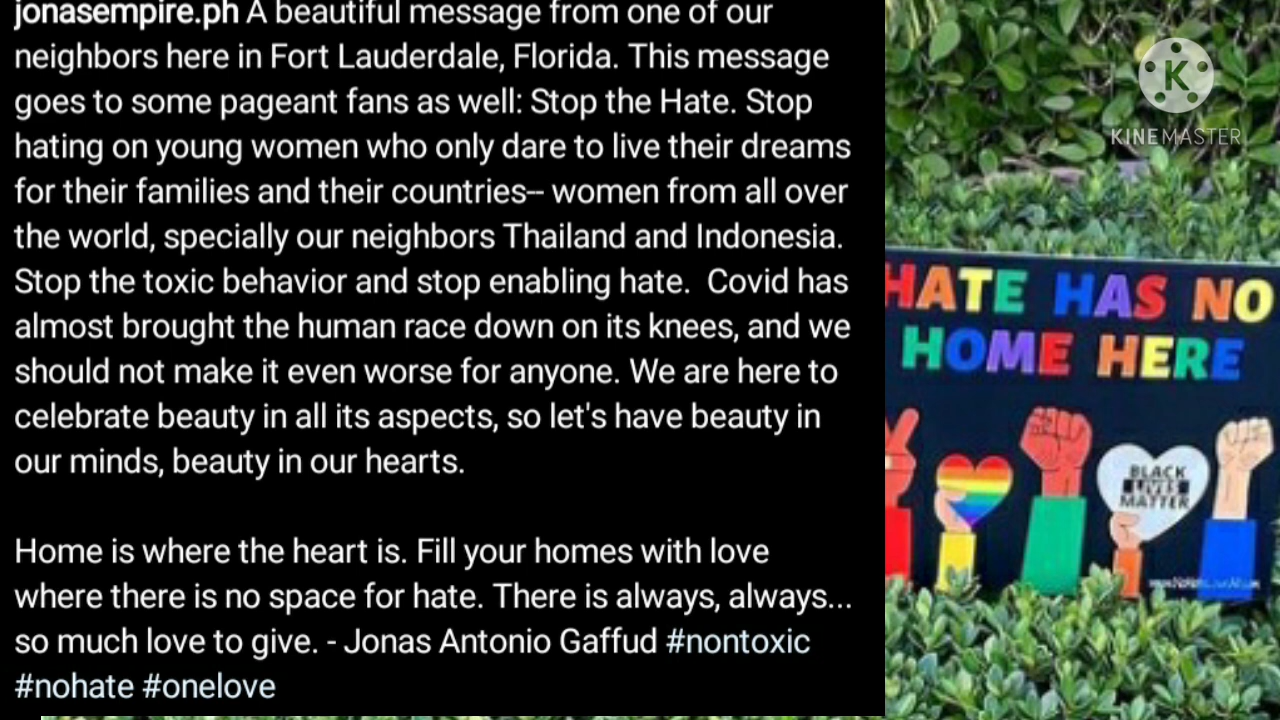 jonasempire.ph A beautiful message from one of our
neighbors here in Fort Lauderdale, Florida. This message
goes to some pageant fans as well: Stop the Hate. Stop
hating on young women who only dare to live their dreams
for their families and their countries-- women from all over
the world, specially our neighbors Thailand and Indonesia.
Stop the toxic behavior and stop enabling hate.  Covid has
almost brought the human race down on its knees, and we
should not make it even worse for anyone. We are here to
celebrate beauty in all its aspects, so let's have beauty in
our minds, beauty in our hearts.
Home is where the heart is. Fill your homes with love
where there is no space for hate. There is always, always...
so much love to give. - Jonas Antonio Gaffud #nontoxic
#nohate #onelove
K
KINEMASTER
HATE HAS NO
HOME HERE
BLACK
LIVES
MATTER